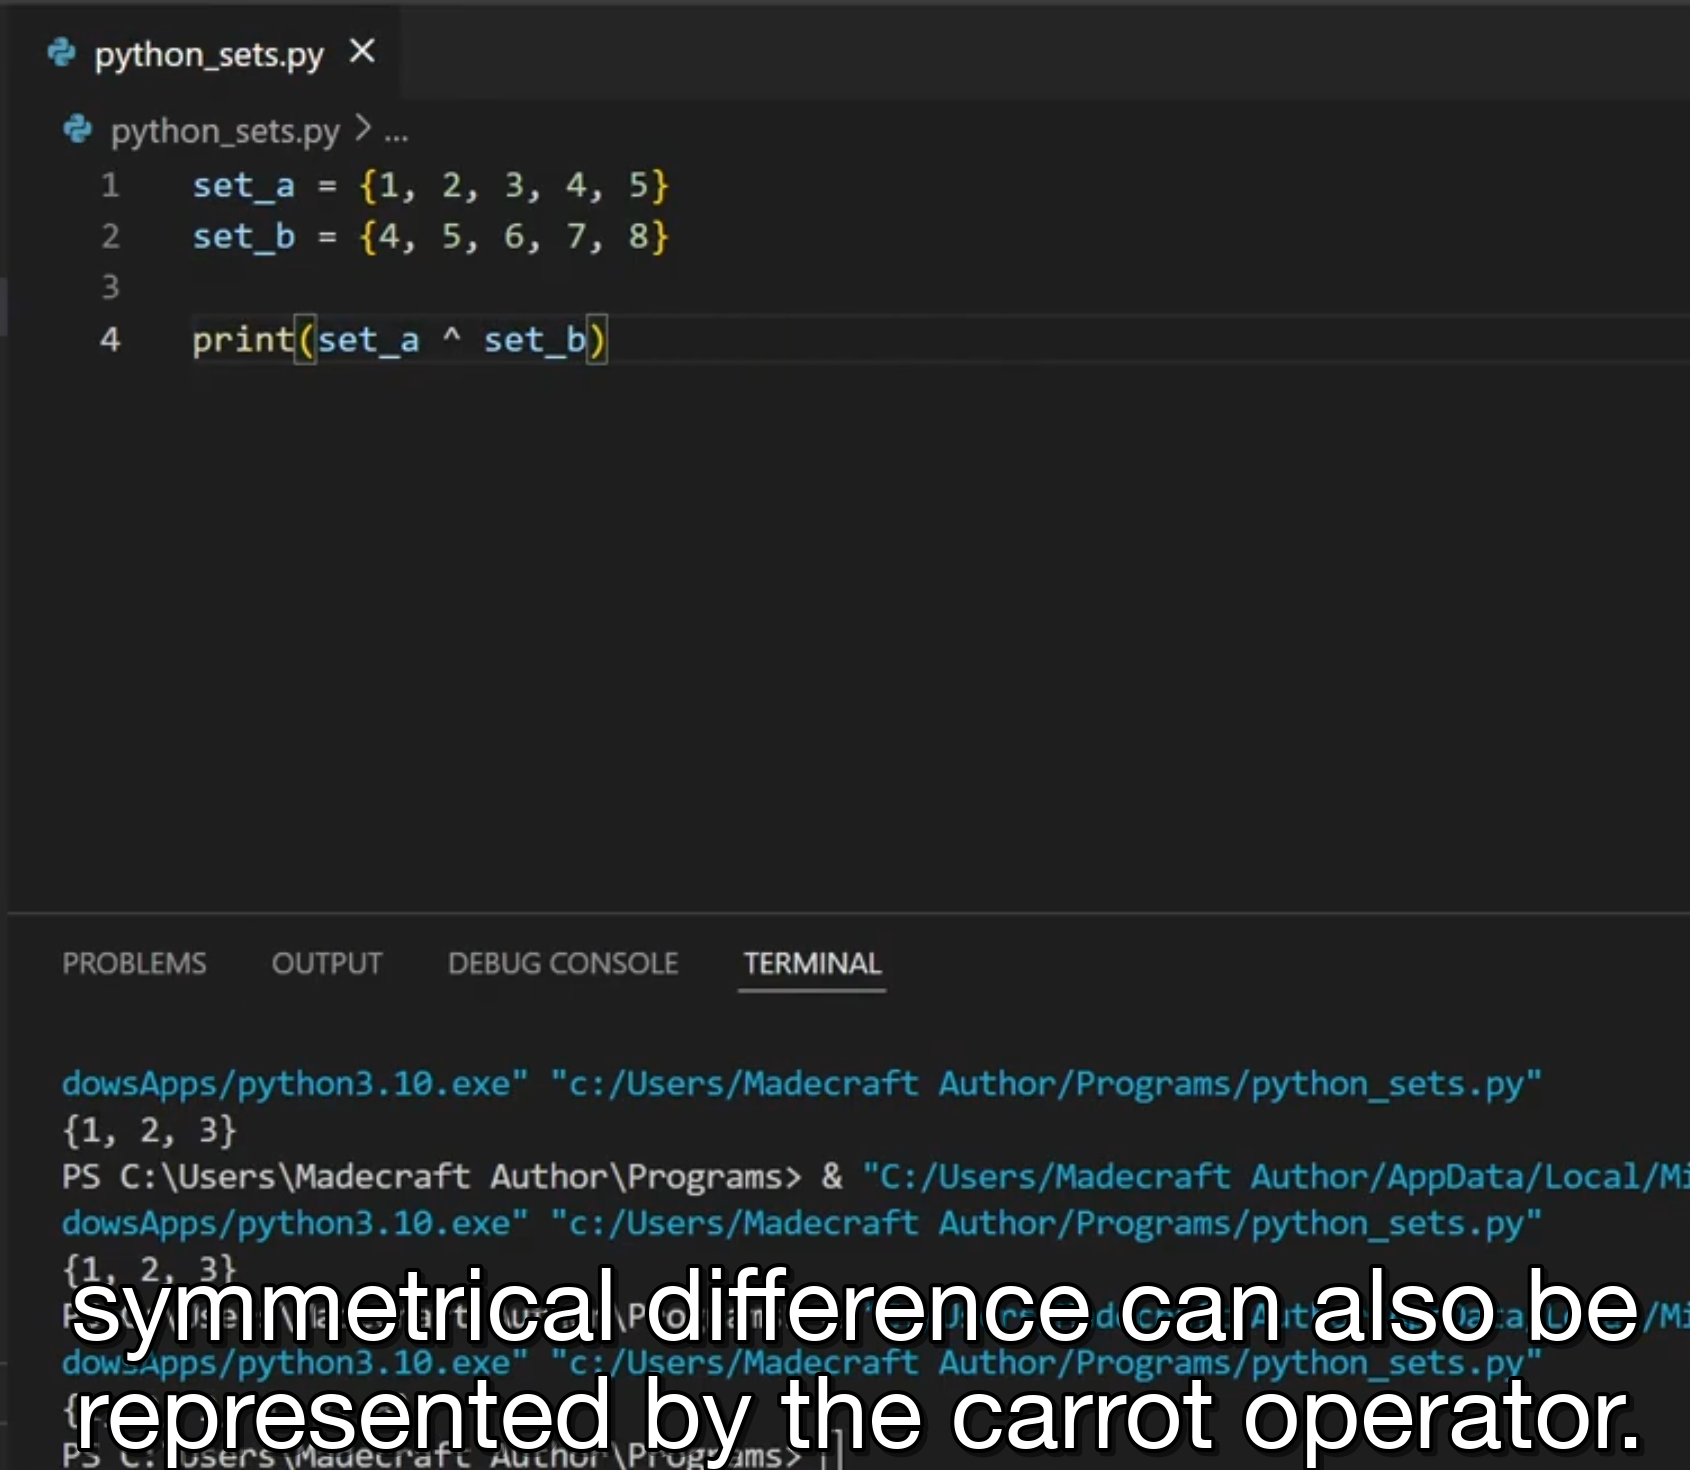 python_sets.py
python_sets.py > ...
1 set_a = {1, 2, 3, 4, 5}
2 set_b = {4, 5, 6, 7, 8}
3
4 print(set_a ^ set_b)
PROBLEMS OUTPUT DEBUG CONSOLE TERMINAL
dowsApps/python3.10.exe" "c:/Users/Madecraft Author/Programs/python_sets.py"
{1, 2, 3}
PS C:\Users\Madecraft Author\Programs> & "C:/Users/Madecraft Author/AppData/Local/Mi
dowsApps/python3.10.exe" "c:/Users/Madecraft Author/Programs/python_sets.py"
{1, 2, 3}
symmetrical difference can also be
dowsApps/python3.10.exe" "c:/Users/Madecraft Author/Programs/python_sets.py"
represented by the carrot operator.
PS C:\Users\Madecraft Author\Programs>